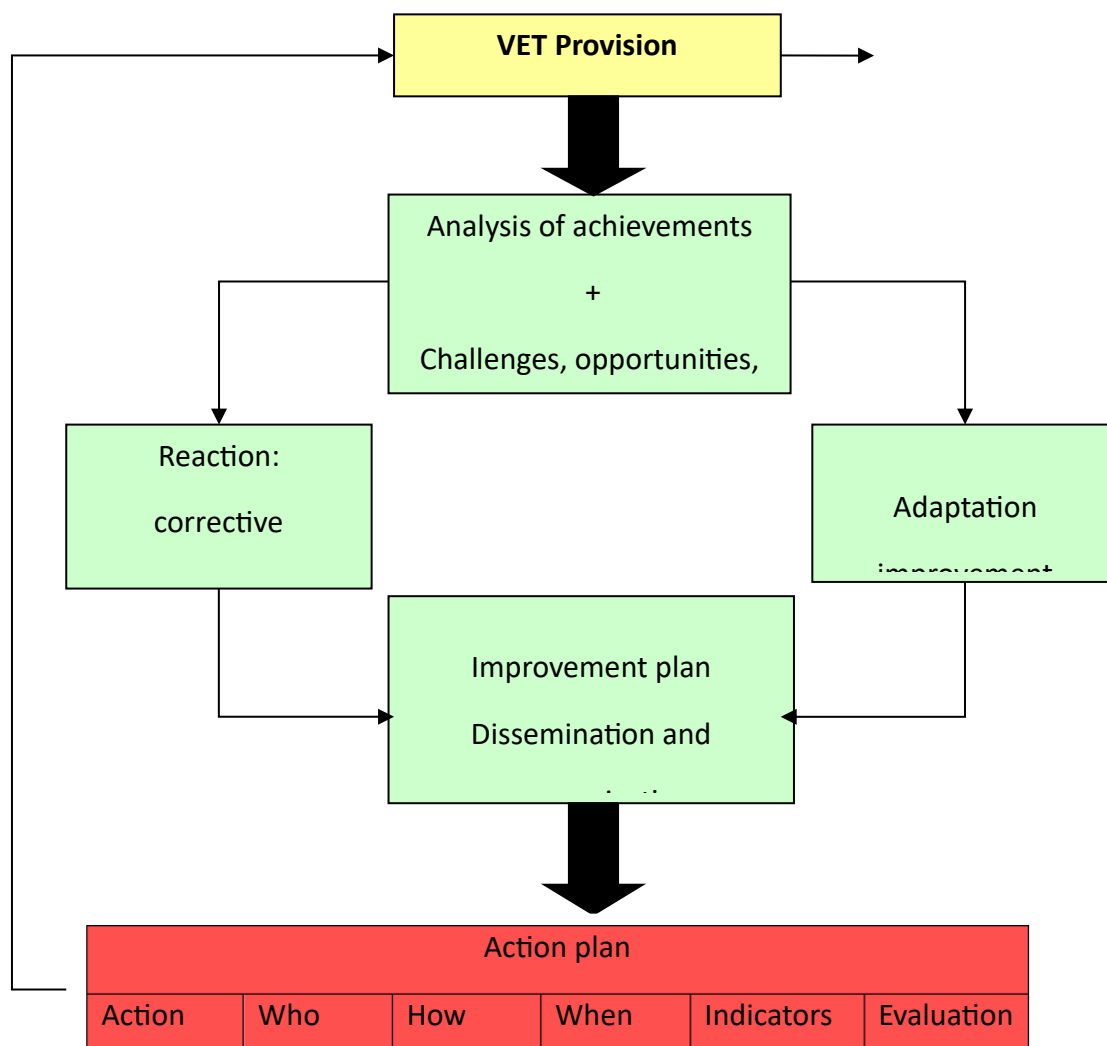 VET Provision
Analysis of achievements
+
Challenges, opportunities,
Reaction:
corrective
Adaptation
improvement
Improvement plan
Dissemination and
Action plan
Action Who How When Indicators Evaluation